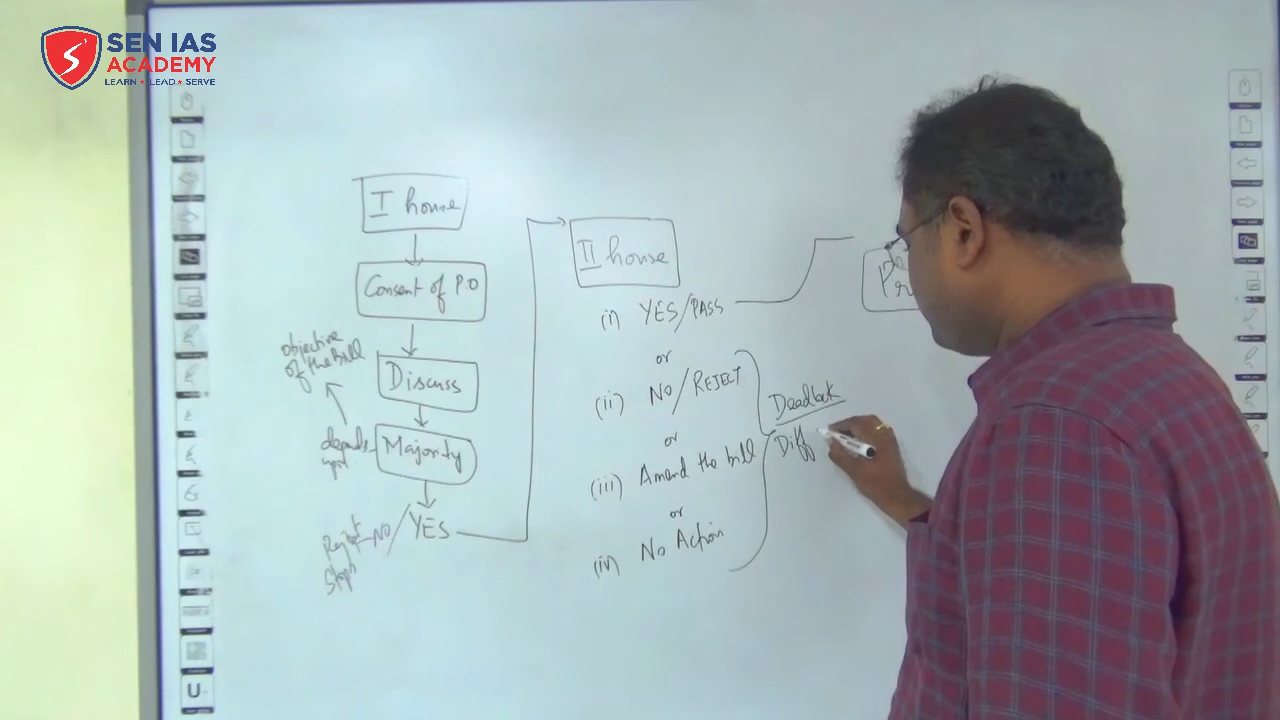 SEN IAS
ACADEMY
LEARN ★ LEAD ★ SERVE
I house
Consent of P.O
Discuss
Majority
depends
upon
objective
of the Bill
NO/YES
Reject
Stop
II house
(i) YES/PASS
or
(ii) No/REJECT
or
(iii) Amend the bill
or
(iv) No Action
Deadlock
Diff
U